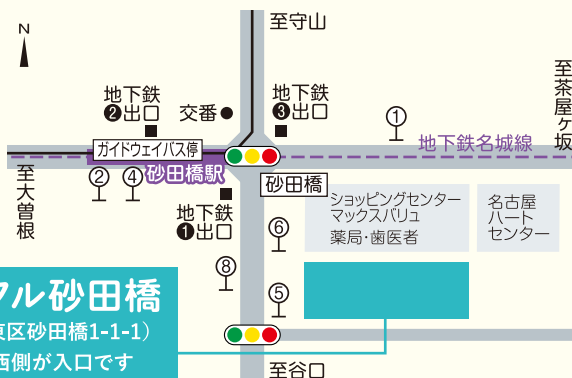 N
至守山
至茶屋ヶ坂
地下鉄
❷出口
交番
地下鉄
❸出口
①
地下鉄名城線
ガイドウェイバス停
砂田橋駅
至大曽根
②
④
砂田橋
地下鉄
❶出口
ショッピングセンター
マックスバリュ
薬局・歯医者
名古屋
ハート
センター
⑥
⑧
⑤
アル砂田橋
東区砂田橋1-1-1)
西側が入口です
至谷口